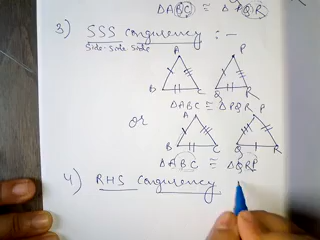 ΔABC ≅ ΔPQR
3) SSS congruency :-
Side-Side Side
A P
B C Q R
ΔABC ≅ ΔPQR
or
A P
B C Q R
ΔABC ≅ ΔQRP
4) RHS congruency